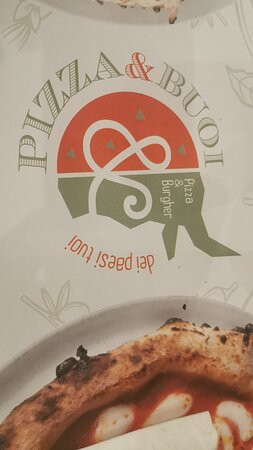 PIZZA & BUOI
Pizza
&
Burgher
dei paesi tuoi